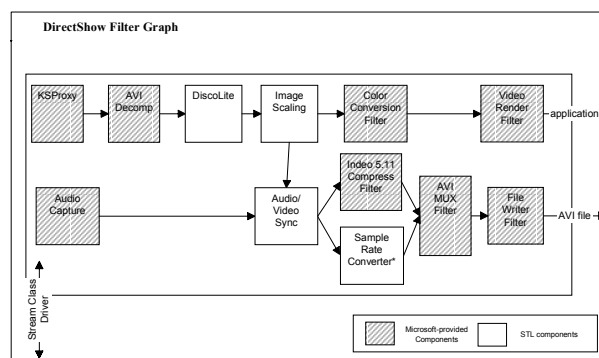 DirectShow Filter Graph
KSProxy
AVI
Decomp
DiscoLite
Image
Scaling
Color
Conversion
Filter
Video
Render
Filter
application
Audio
Capture
Audio/
Video
Sync
Indeo 5.11
Compress
Filter
Sample
Rate
Converter*
AVI
MUX
Filter
File
Writer
Filter
AVI file
Stream Class
Driver
Microsoft-provided
Components
STL components